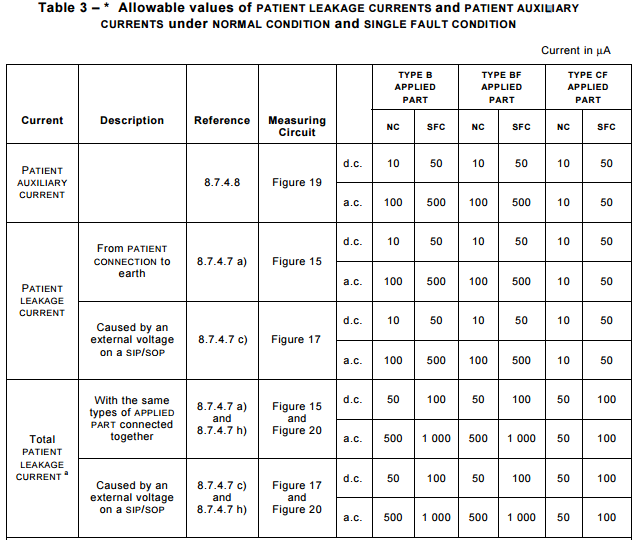 Table 3 – * Allowable values of PATIENT LEAKAGE CURRENTS and PATIENT AUXILIARY
CURRENTS under NORMAL CONDITION and SINGLE FAULT CONDITION
Current in µA
Current Description Reference Measuring Circuit TYPE B APPLIED PART TYPE BF APPLIED PART TYPE CF APPLIED PART
NC SFC NC SFC NC SFC
PATIENT AUXILIARY CURRENT 8.7.4.8 Figure 19 d.c. 10 50 10 50 10 50
a.c. 100 500 100 500 10 50
PATIENT LEAKAGE CURRENT From PATIENT CONNECTION to earth 8.7.4.7 a) Figure 15 d.c. 10 50 10 50 10 50
a.c. 100 500 100 500 10 50
Caused by an external voltage on a SIP/SOP 8.7.4.7 c) Figure 17 d.c. 10 50 10 50 10 50
a.c. 100 500 100 500 10 50
Total PATIENT LEAKAGE CURRENT a With the same types of APPLIED PART connected together 8.7.4.7 a) and 8.7.4.7 h) Figure 15 and Figure 20 d.c. 50 100 50 100 50 100
a.c. 500 1 000 500 1 000 50 100
Caused by an external voltage on a SIP/SOP 8.7.4.7 c) and 8.7.4.7 h) Figure 17 and Figure 20 d.c. 50 100 50 100 50 100
a.c. 500 1 000 500 1 000 50 100